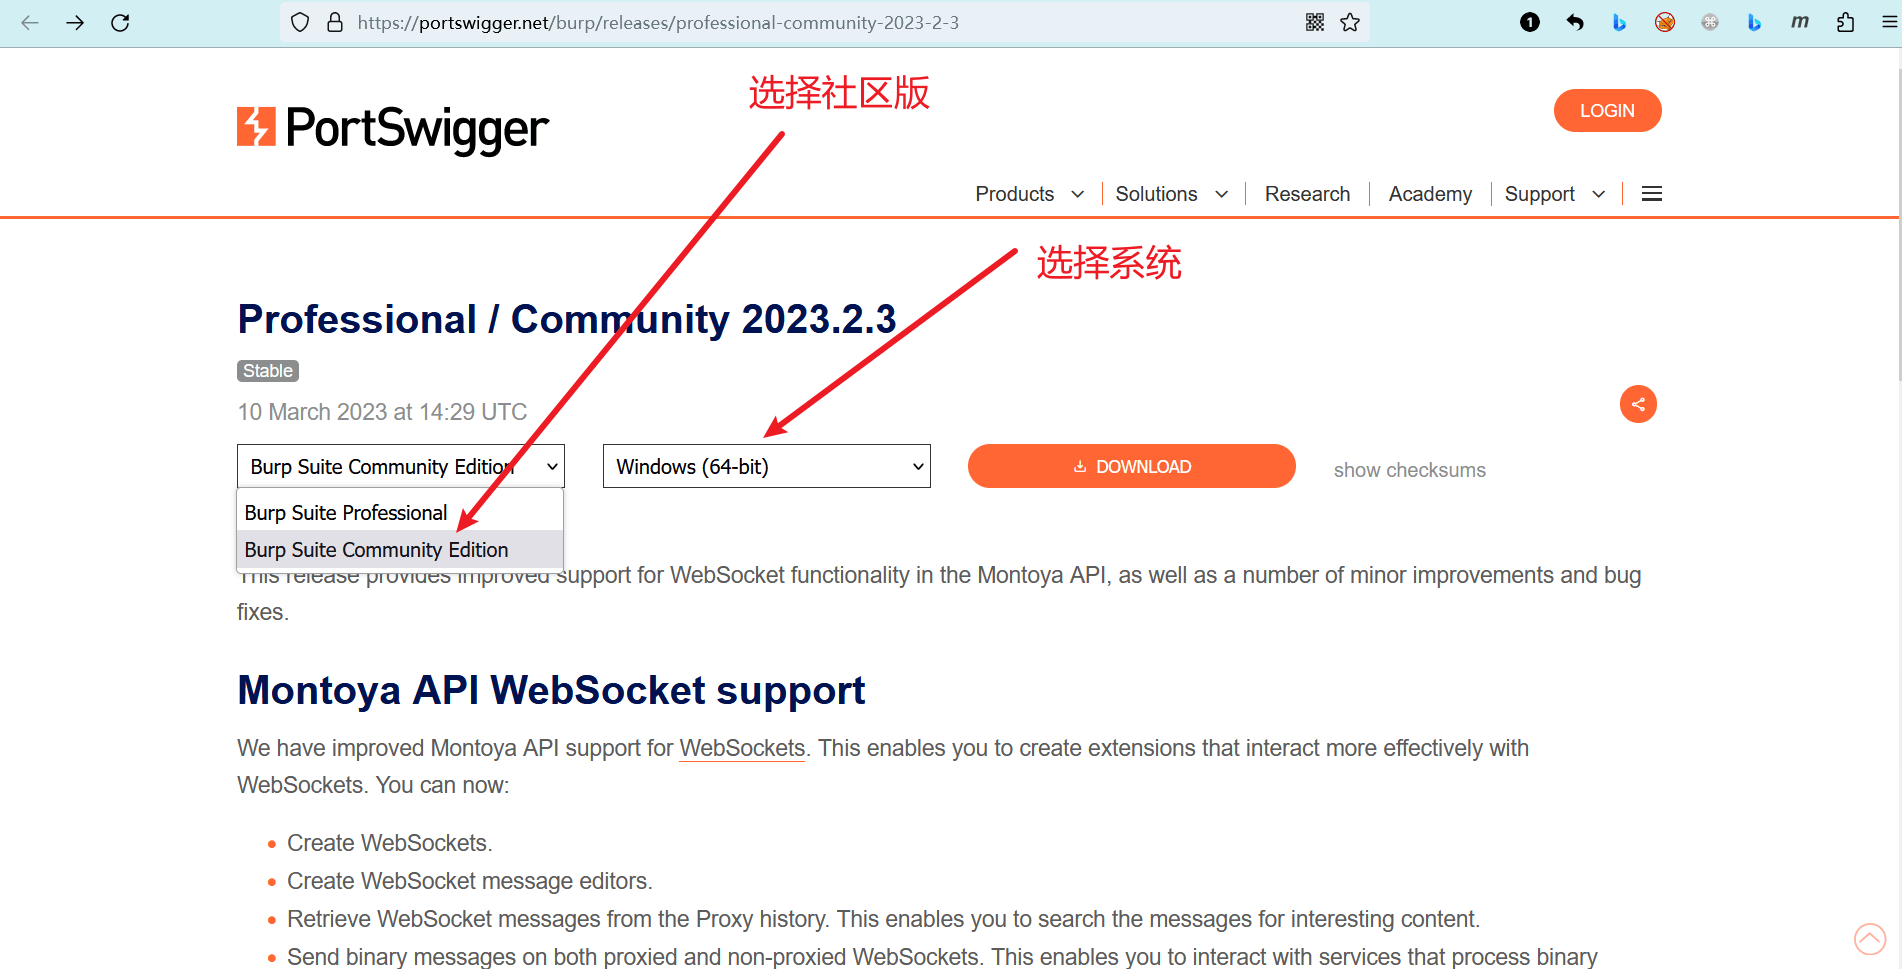 https://portswigger.net/burp/releases/professional-community-2023-2-3
选择社区版
PortSwigger
LOGIN
Products
Solutions
Research
Academy
Support
选择系统
Professional / Community 2023.2.3
Stable
10 March 2023 at 14:29 UTC
Burp Suite Community Edition
Windows (64-bit)
DOWNLOAD
show checksums
Burp Suite Professional
Burp Suite Community Edition
This release provides improved support for WebSocket functionality in the Montoya API, as well as a number of minor improvements and bug
fixes.
Montoya API WebSocket support
We have improved Montoya API support for WebSockets. This enables you to create extensions that interact more effectively with
WebSockets. You can now:
Create WebSockets.
Create WebSocket message editors.
Retrieve WebSocket messages from the Proxy history. This enables you to search the messages for interesting content.
Send binary messages on both proxied and non-proxied WebSockets. This enables you to interact with services that process binary